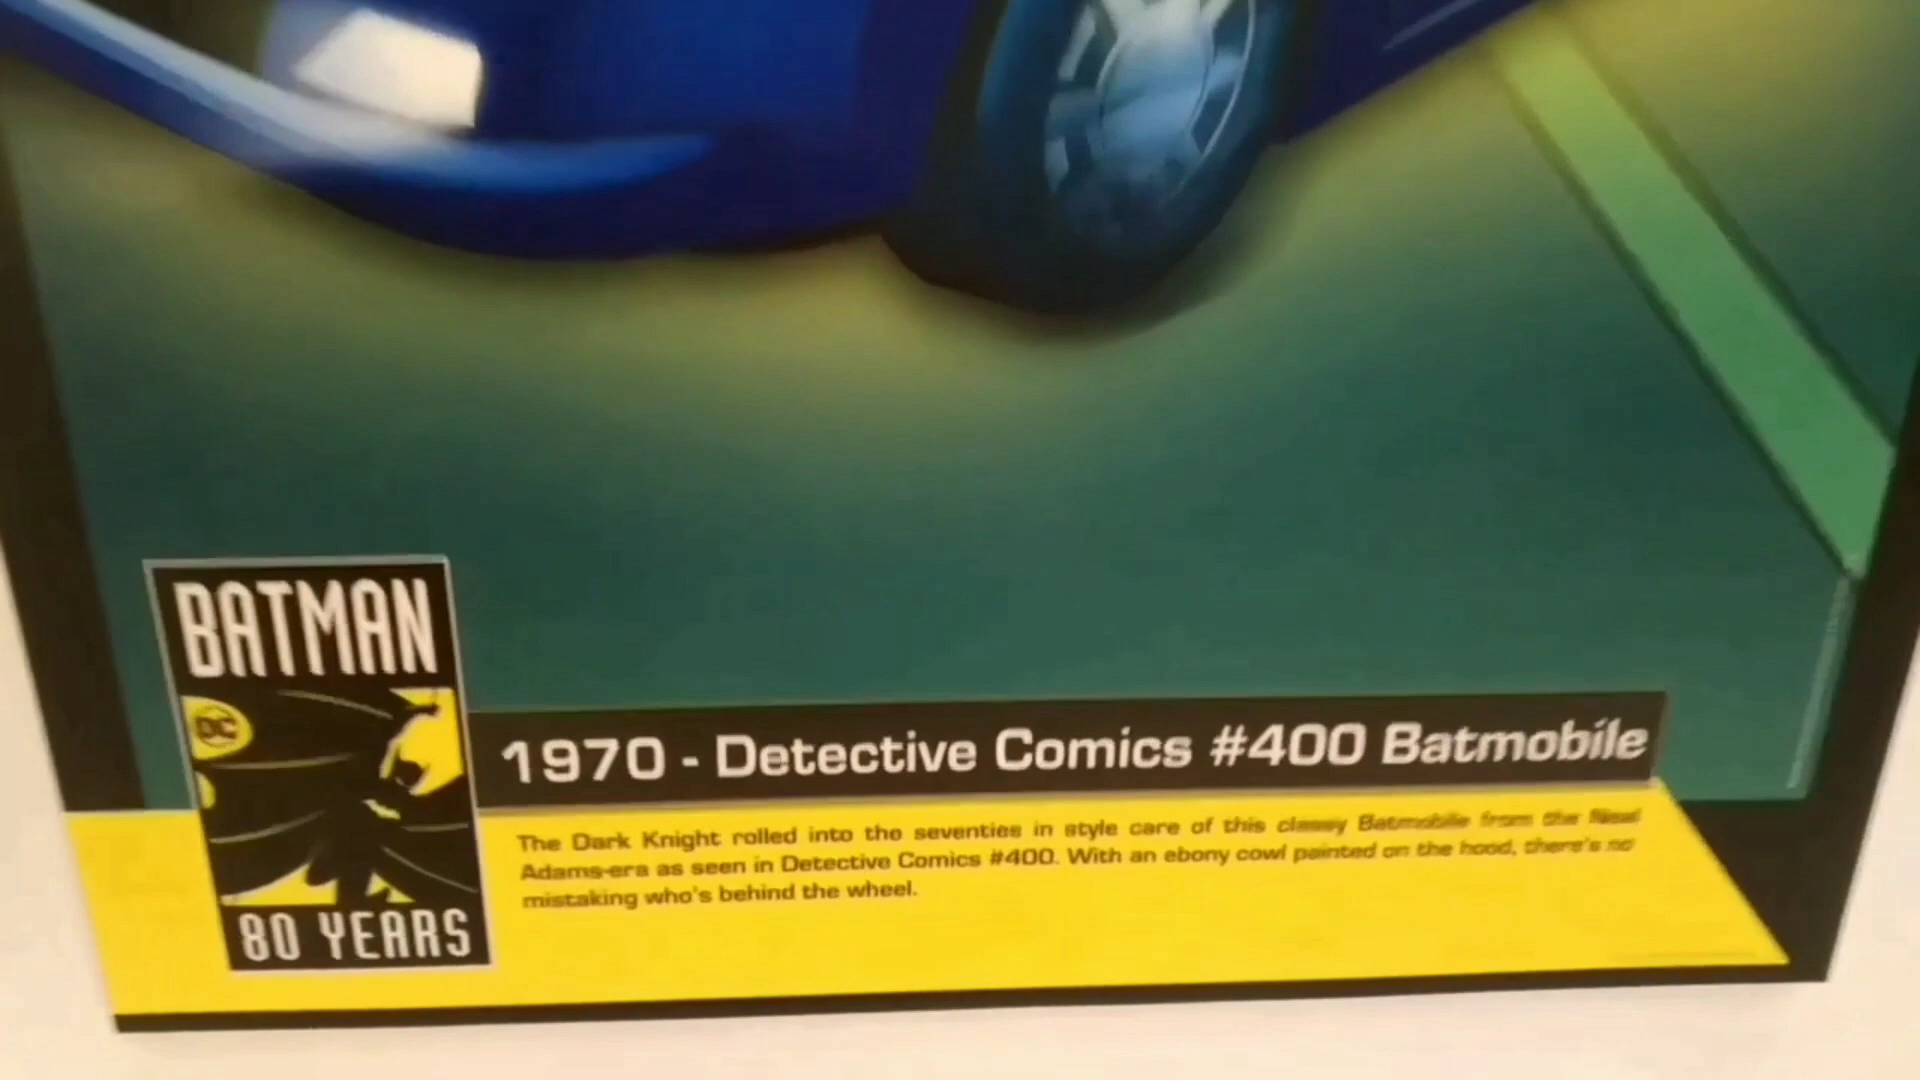 BATMAN
DC
80 YEARS
1970 - Detective Comics #400 Batmobile
The Dark Knight rolled into the seventies in style care of this classy Batmobile from the Neal
Adams-era as seen in Detective Comics #400. With an ebony cowl painted on the hood, there's no
mistaking who's behind the wheel.